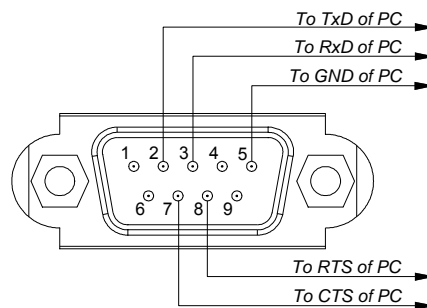 To TxD of PC
To RxD of PC
To GND of PC
1 2 3 4 5
6 7 8 9
To RTS of PC
To CTS of PC